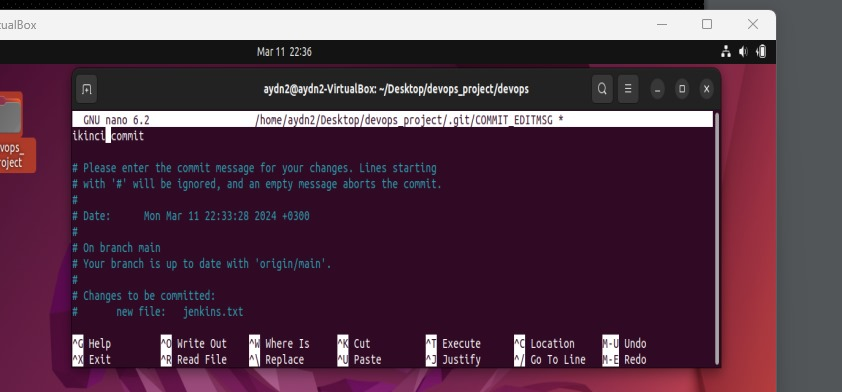 tualBox
Mar 11 22:36
aydn2@aydn2-VirtualBox: ~/Desktop/devops_project/devops
vops_
roject
GNU nano 6.2 /home/aydn2/Desktop/devops_project/.git/COMMIT_EDITMSG *
ikinci commit
# Please enter the commit message for your changes. Lines starting
# with '#' will be ignored, and an empty message aborts the commit.
#
# Date: Mon Mar 11 22:33:28 2024 +0300
#
# On branch main
# Your branch is up to date with 'origin/main'.
#
# Changes to be committed:
# new file: jenkins.txt
^G Help ^O Write Out ^W Where Is ^K Cut ^T Execute ^C Location M-U Undo
^X Exit ^R Read File ^\ Replace ^U Paste ^J Justify ^/ Go To Line M-E Redo